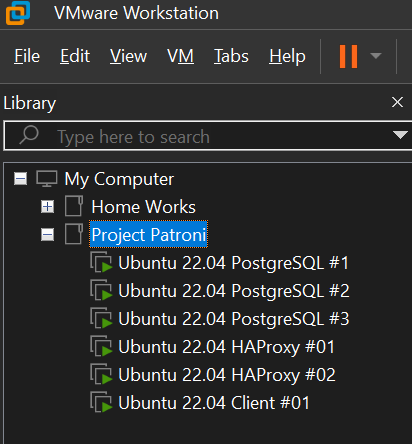 VMware Workstation
File Edit View VM Tabs Help
Library
Type here to search
My Computer
Home Works
Project Patroni
Ubuntu 22.04 PostgreSQL #1
Ubuntu 22.04 PostgreSQL #2
Ubuntu 22.04 PostgreSQL #3
Ubuntu 22.04 HAProxy #01
Ubuntu 22.04 HAProxy #02
Ubuntu 22.04 Client #01